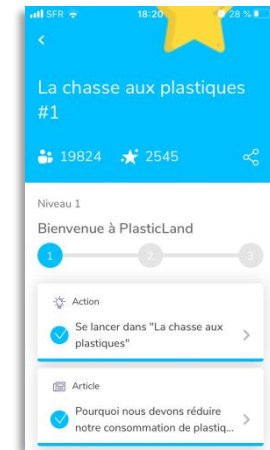 SFR 18:20 28 %
La chasse aux plastiques
#1
19824 2545
Niveau 1
Bienvenue à PlasticLand
1 2 3
Action
Se lancer dans "La chasse aux
plastiques"
Article
Pourquoi nous devons réduire
notre consommation de plastiq...